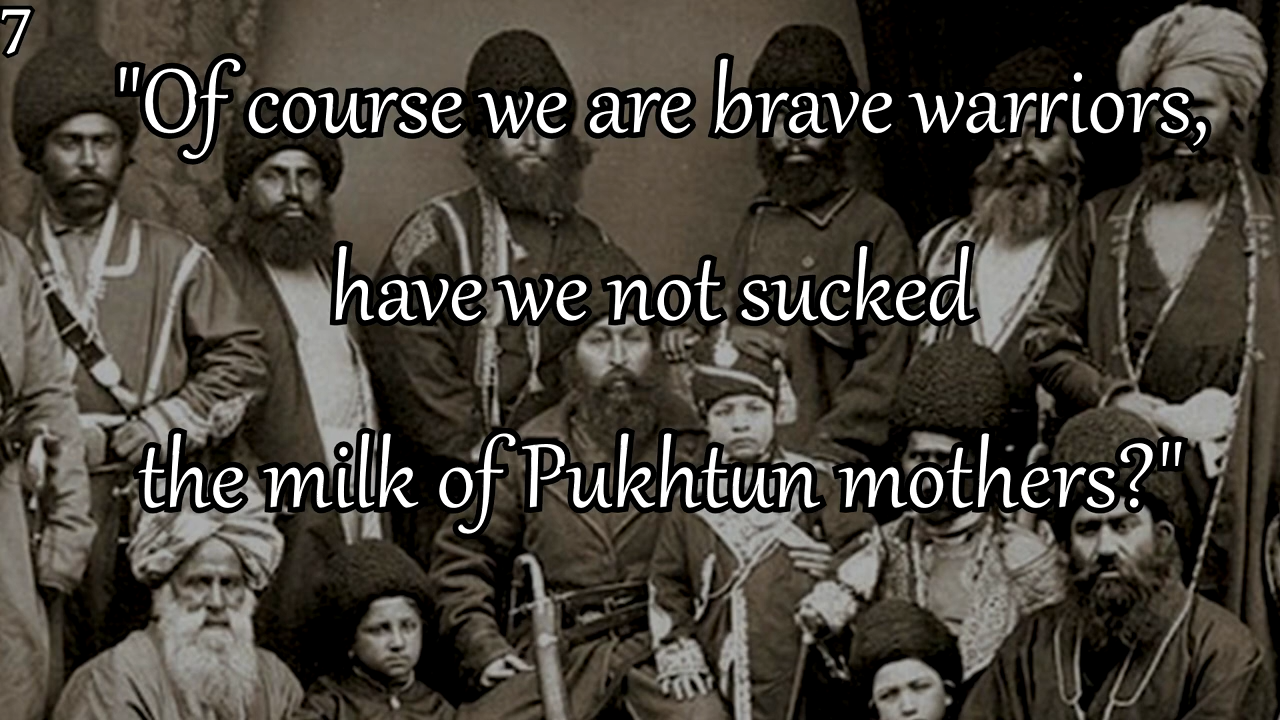 7
"Of course we are brave warriors,
have we not sucked
the milk of Pukhtun mothers?"